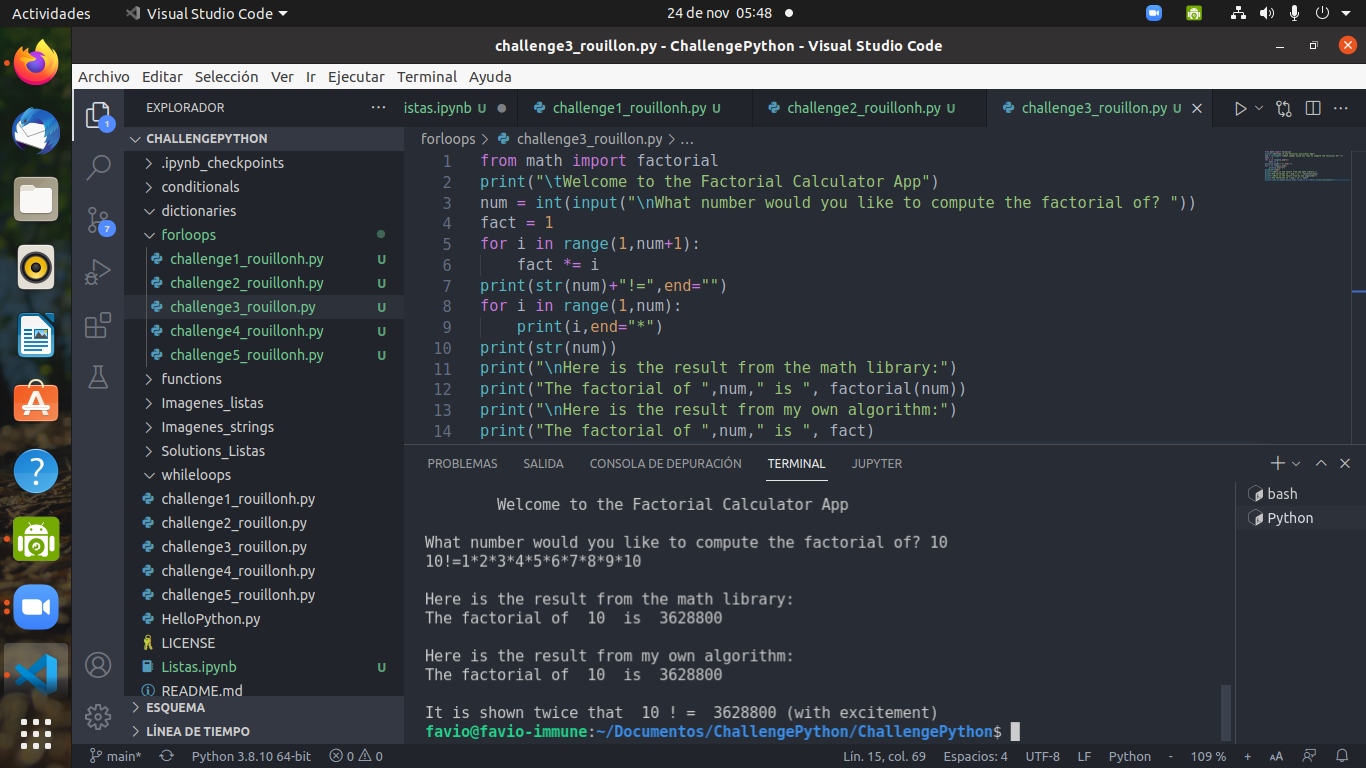 Actividades Visual Studio Code 24 de nov 05:48
challenge3_rouillon.py - ChallengePython - Visual Studio Code
Archivo Editar Selección Ver Ir Ejecutar Terminal Ayuda
EXPLORADOR
CHALLENGEPYTHON
.ipynb_checkpoints
conditionals
dictionaries
forloops
challenge1_rouillonh.py U
challenge2_rouillonh.py U
challenge3_rouillon.py U
challenge4_rouillonh.py U
challenge5_rouillonh.py U
functions
Imagenes_listas
Imagenes_strings
Solutions_Listas
whileloops
challenge1_rouillonh.py
challenge2_rouillon.py
challenge3_rouillon.py
challenge4_rouillonh.py
challenge5_rouillonh.py
HelloPython.py
LICENSE
Listas.ipynb U
README.md
ESQUEMA
LÍNEA DE TIEMPO
1
7
istas.ipynb U challenge1_rouillonh.py U challenge2_rouillonh.py U challenge3_rouillon.py U
forloops > challenge3_rouillon.py > ...
1 from math import factorial
2 print("\tWelcome to the Factorial Calculator App")
3 num = int(input("\nWhat number would you like to compute the factorial of? "))
4 fact = 1
5 for i in range(1,num+1):
6 fact *= i
7 print(str(num)+"!=",end="")
8 for i in range(1,num):
9 print(i,end="*")
10 print(str(num))
11 print("\nHere is the result from the math library:")
12 print("The factorial of ",num," is ", factorial(num))
13 print("\nHere is the result from my own algorithm:")
14 print("The factorial of ",num," is ", fact)
PROBLEMAS SALIDA CONSOLA DE DEPURACIÓN TERMINAL JUPYTER
Welcome to the Factorial Calculator App
What number would you like to compute the factorial of? 10
10!=1*2*3*4*5*6*7*8*9*10
Here is the result from the math library:
The factorial of  10  is  3628800
Here is the result from my own algorithm:
The factorial of  10  is  3628800
It is shown twice that  10 ! =  3628800 (with excitement)
favio@favio-immune:~/Documentos/ChallengePython/ChallengePython$
bash
Python
main* Python 3.8.10 64-bit 0 0 Lín. 15, col. 69 Espacios: 4 UTF-8 LF Python - 109 % + AA